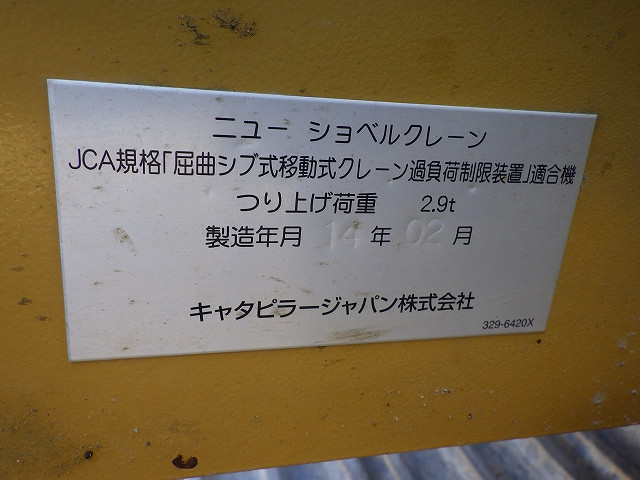 ニュー ショベルクレーン
JCA規格「屈曲ジブ式移動式クレーン過負荷制限装置」適合機
つり上げ荷重 2.9t
製造年月 14 年 02 月
キャタピラージャパン株式会社
329-6420X